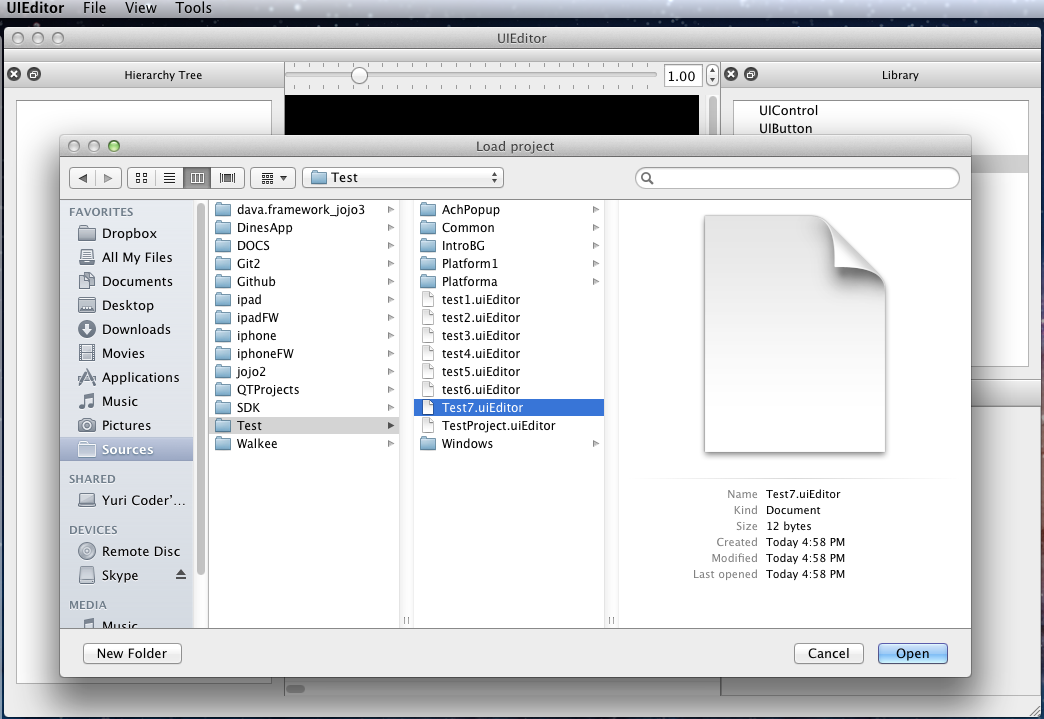 UIEditor File View Tools
UIEditor
Hierarchy Tree
1.00
Library
UIControl
UIButton
Load project
Test
FAVORITES
Dropbox
All My Files
Documents
Desktop
Downloads
Movies
Applications
Music
Pictures
Sources
SHARED
Yuri Coder'...
DEVICES
Remote Disc
Skype
MEDIA
Music
dava.framework_jojo3
DinesApp
DOCS
Git2
Github
ipad
ipadFW
iphone
iphoneFW
jojo2
QTProjects
SDK
Test
Walkee
AchPopup
Common
IntroBG
Platform1
Platforma
test1.uiEditor
test2.uiEditor
test3.uiEditor
test4.uiEditor
test5.uiEditor
test6.uiEditor
Test7.uiEditor
TestProject.uiEditor
Windows
Name Test7.uiEditor
Kind Document
Size 12 bytes
Created Today 4:58 PM
Modified Today 4:58 PM
Last opened Today 4:58 PM
New Folder
Cancel
Open